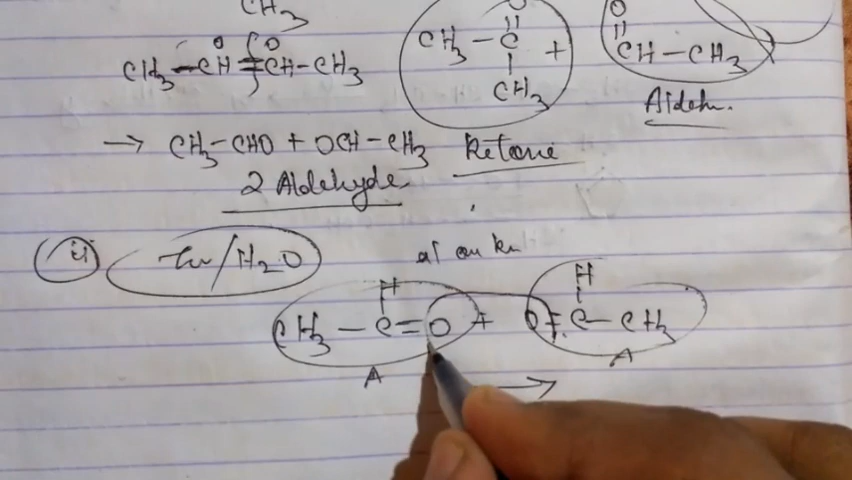 CH3
CH3-CH=CH-CH3
O O
O
CH3-C +
CH3
O
CH-CH3
Aldeh.
→ CH3-CHO + OCH-CH3 Ketone
2 Aldehyde
ii) Zn/H2O
H H
CH3-C=O + O=C-CH3
A A
→